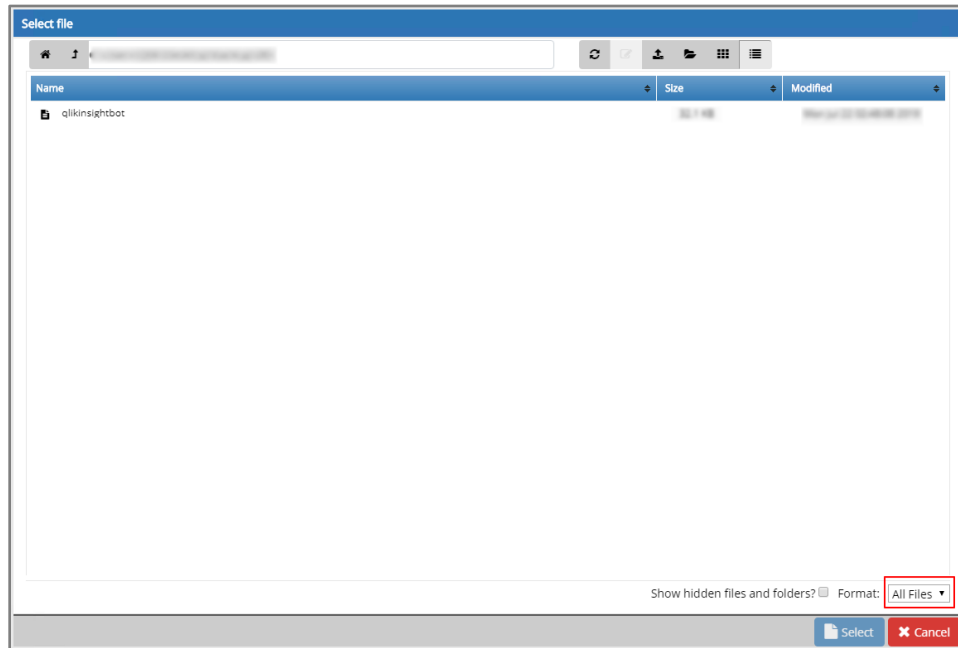 Select file
Name Size Modified
qlikinsightbot
Show hidden files and folders? Format: All Files
Select Cancel